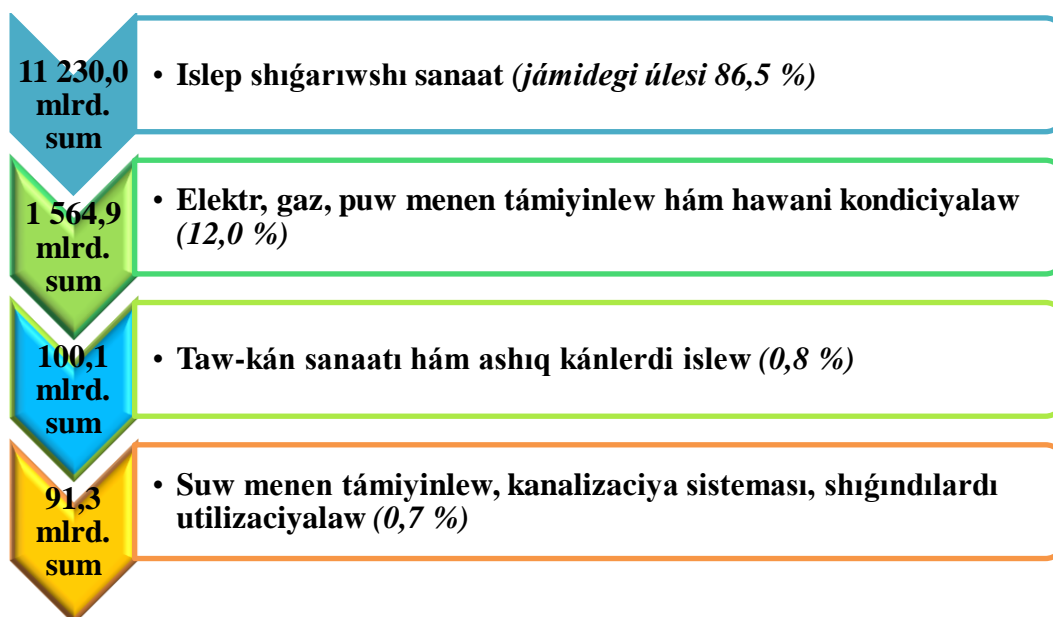 11 230,0
mlrd.
sum
• Islep shıǵarıwshı sanaat (jámidegi úlesi 86,5 %)
1 564,9
mlrd.
sum
• Elektr, gaz, puw menen támiyinlew hám hawani kondiciyalaw
(12,0 %)
100,1
mlrd.
sum
• Taw-kán sanaatı hám ashıq kánlerdi islew (0,8 %)
91,3
mlrd.
sum
• Suw menen támiyinlew, kanalizaciya sisteması, shıǵındılardı
utilizaciyalaw (0,7 %)